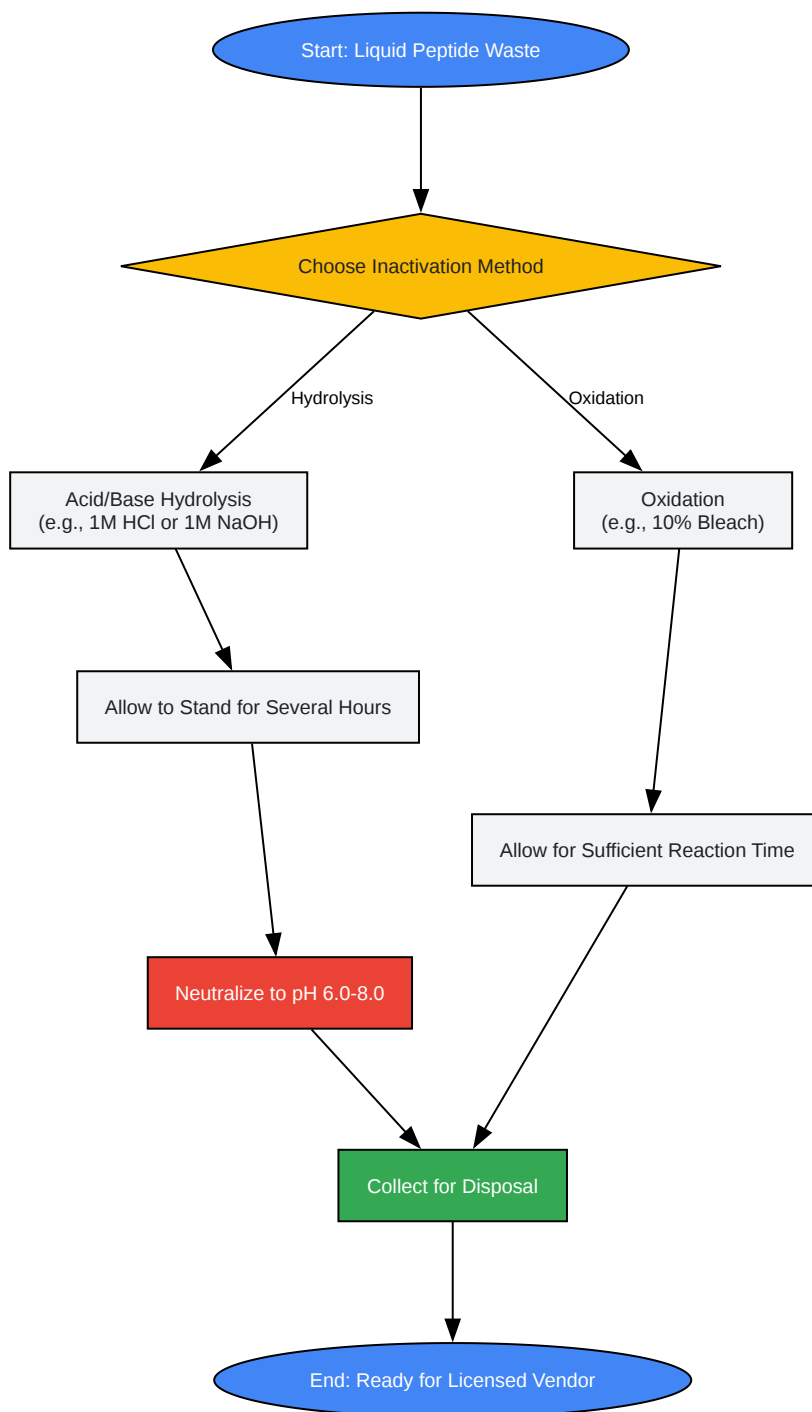 Start: Liquid Peptide Waste
Choose Inactivation Method
Hydrolysis
Oxidation
Acid/Base Hydrolysis
(e.g., 1M HCl or 1M NaOH)
Oxidation
(e.g., 10% Bleach)
Allow to Stand for Several Hours
Allow for Sufficient Reaction Time
Neutralize to pH 6.0-8.0
Collect for Disposal
End: Ready for Licensed Vendor